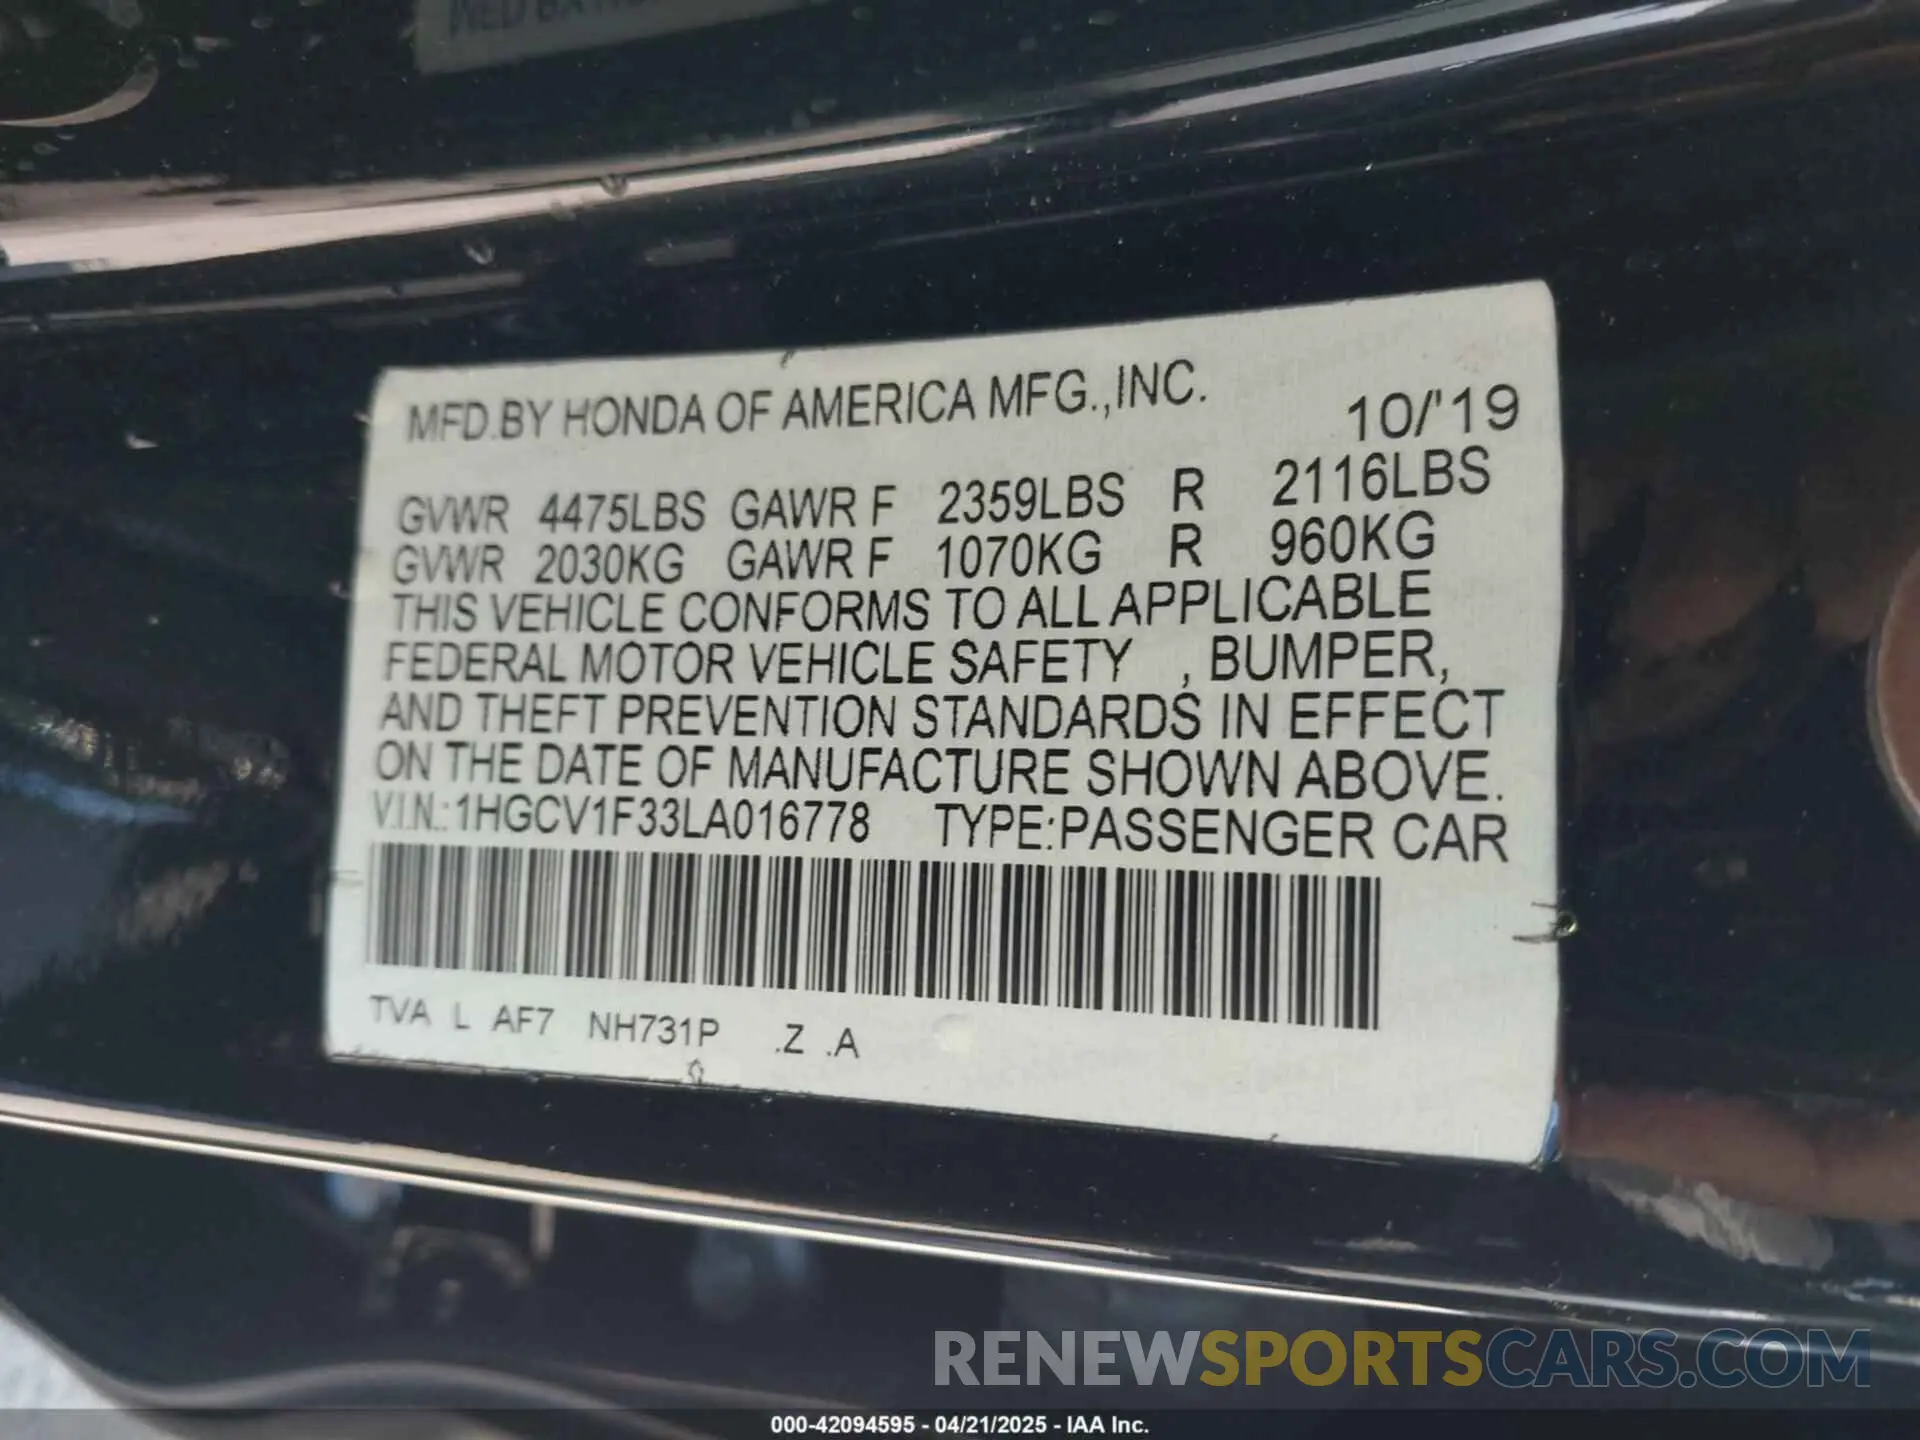 MFD.BY HONDA OF AMERICA MFG.,INC. 10/'19
GVWR 4475LBS GAWR F 2359LBS R 2116LBS
GVWR 2030KG GAWR F 1070KG R 960KG
THIS VEHICLE CONFORMS TO ALL APPLICABLE
FEDERAL MOTOR VEHICLE SAFETY , BUMPER,
AND THEFT PREVENTION STANDARDS IN EFFECT
ON THE DATE OF MANUFACTURE SHOWN ABOVE.
V.I.N.:1HGCV1F33LA016778 TYPE:PASSENGER CAR
TVA L AF7 NH731P .Z .A
RENEWSPORTSCARS.COM
000-42094595 - 04/21/2025 - IAA Inc.